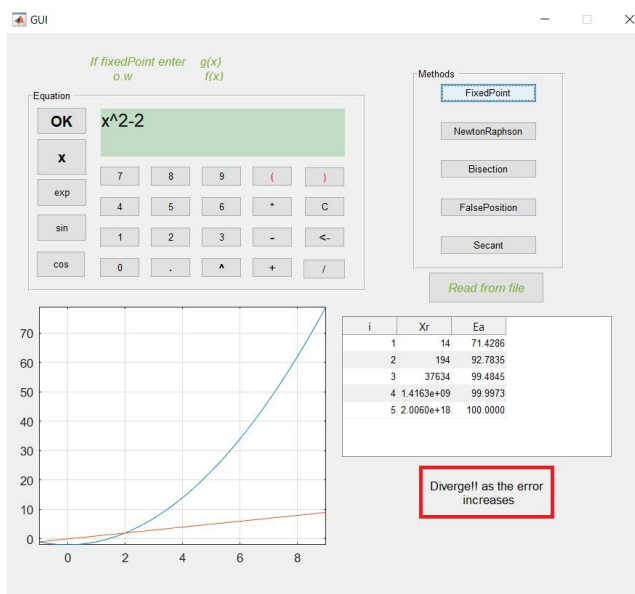 GUI
If fixedPoint enter g(x)
o.w f(x)
Equation
OK x^2-2
x
exp
sin
cos
7 8 9 ( )
4 5 6 * C
1 2 3 - <-
0 . ^ + /
Methods
FixedPoint
NewtonRaphson
Bisection
FalsePosition
Secant
Read from file
70
60
50
40
30
20
10
0
0 2 4 6 8
i Xr Ea
1 14 71.4286
2 194 92.7835
3 37634 99.4845
4 1.4163e+09 99.9973
5 2.0060e+18 100.0000
Diverge!! as the error
increases